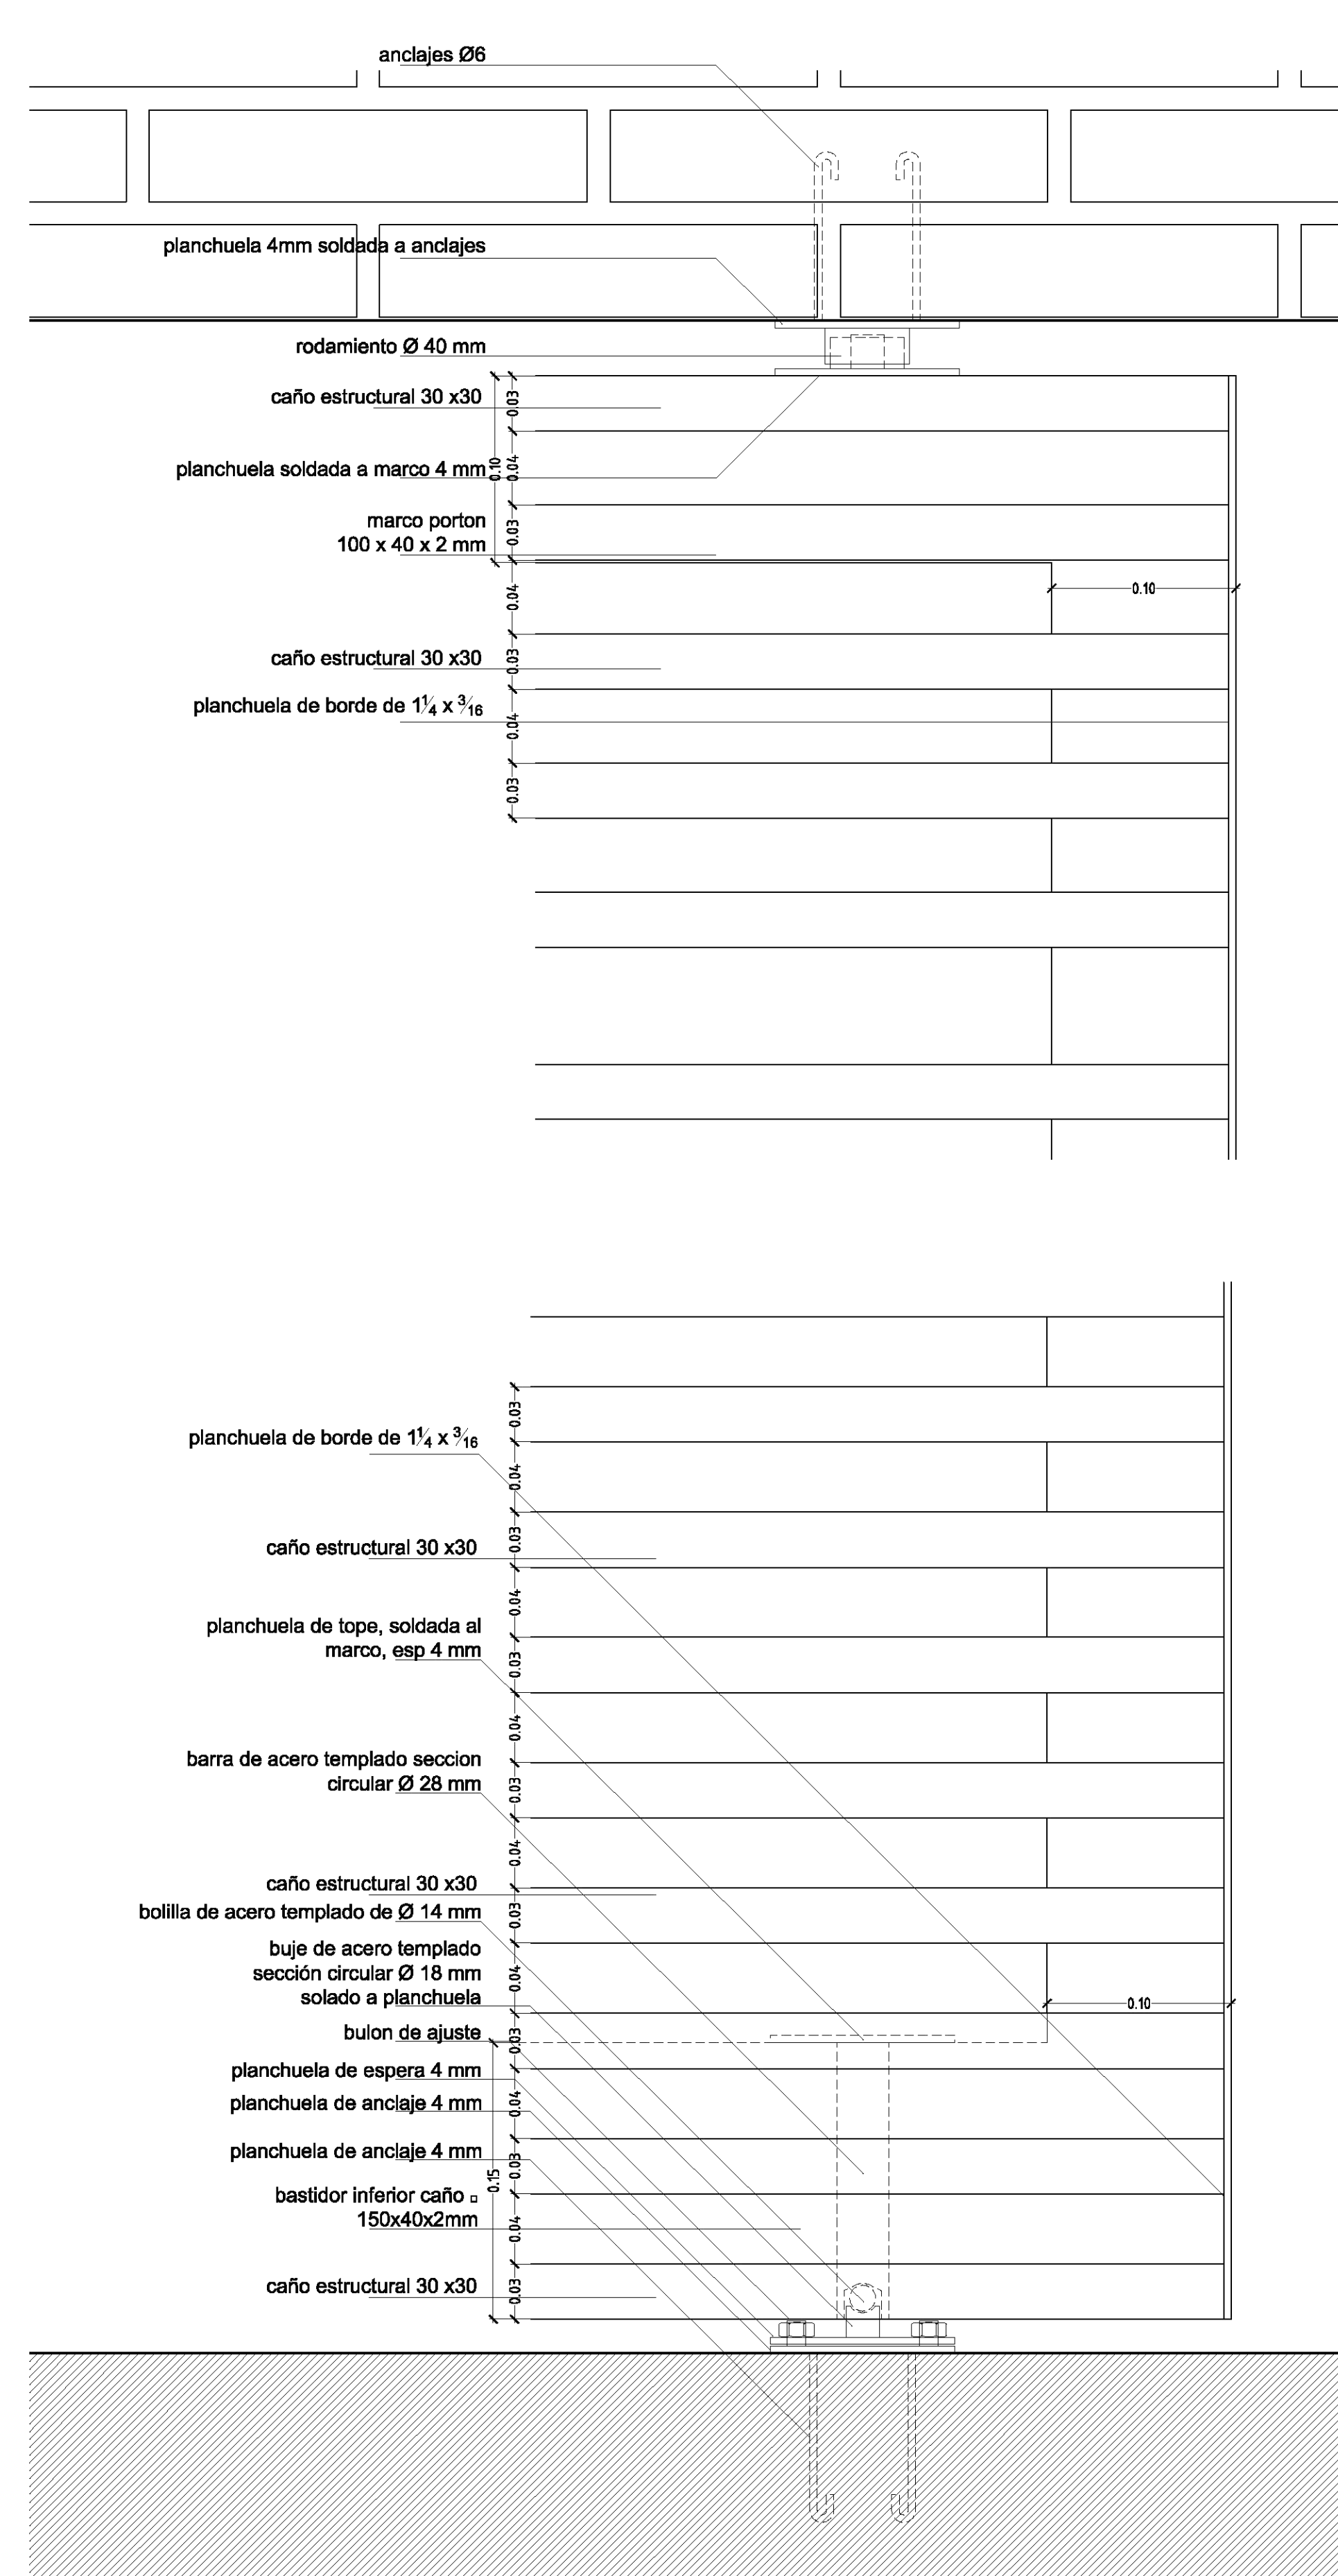 anclajes Ø6
planchuela 4mm soldada a anclajes
rodamiento Ø 40 mm
caño estructural 30 x30
0.03
planchuela soldada a marco 4 mm
0.10
0.04
marco porton
100 x 40 x 2 mm
0.03
0.04
0.10
caño estructural 30 x30
0.03
planchuela de borde de 1¼ x 3⁄16
0.04
0.03
0.03
planchuela de borde de 1¼ x 3⁄16
0.04
caño estructural 30 x30
0.03
0.04
planchuela de tope, soldada al
marco, esp 4 mm
0.03
0.04
barra de acero templado seccion
circular Ø 28 mm
0.03
0.04
caño estructural 30 x30
bolilla de acero templado de Ø 14 mm
0.03
buje de acero templado
sección circular Ø 18 mm
solado a planchuela
0.04
0.10
bulon de ajuste
0.03
planchuela de espera 4 mm
planchuela de anclaje 4 mm
0.04
planchuela de anclaje 4 mm
0.03
0.15
bastidor inferior caño □
150x40x2mm
0.04
caño estructural 30 x30
0.03